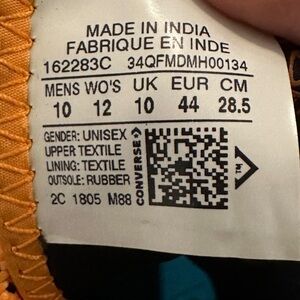 MADE IN INDIA
FABRIQUE EN INDE
162283C 34QFMDMH00134
MENS WO'S UK EUR CM
10 12 10 44 28.5
GENDER: UNISEX
UPPER: TEXTILE
LINING: TEXTILE
OUTSOLE: RUBBER
2C 1805 M88
CONVERSE